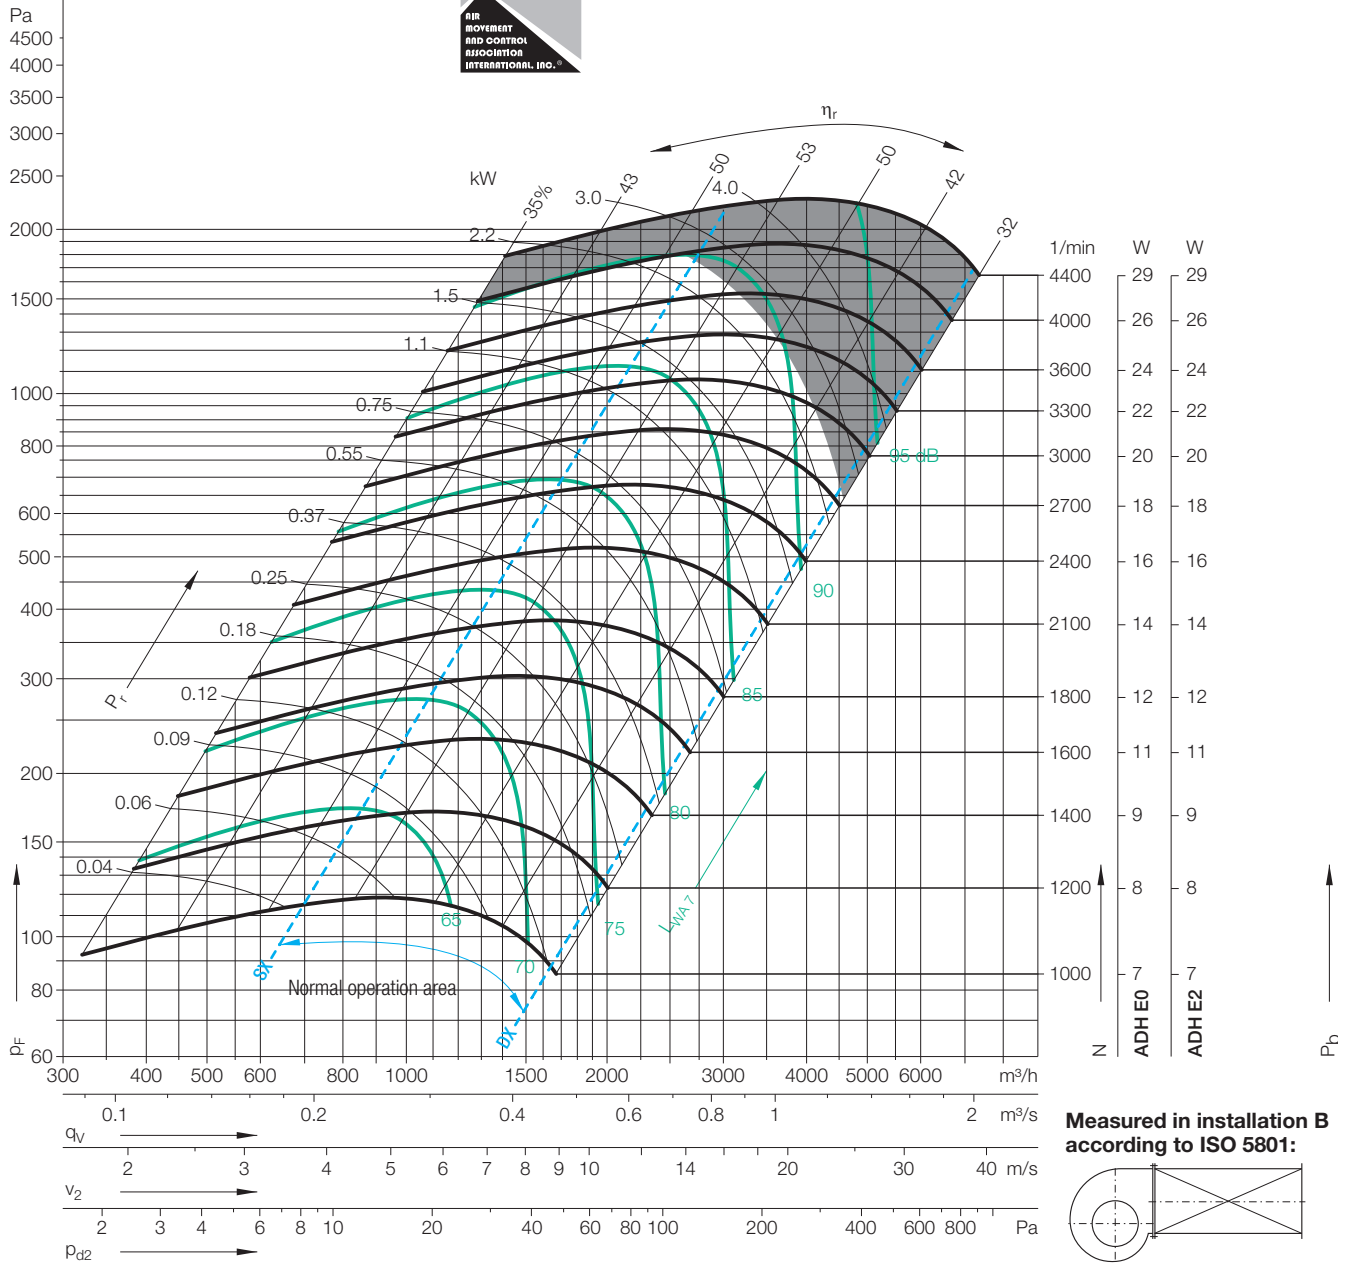 Pa
4500
4000
3500
3000
2500
2000
1500
1000
800
600
500
400
300
200
150
100
80
60
pF
AIR
MOVEMENT
AND CONTROL
ASSOCIATION
INTERNATIONAL, INC.®
ηr
kW
35%
43
50
53
50
42
32
4.0
3.0
2.2
1.5
1.1
0.75
0.55
0.37
0.25
0.18
0.12
0.09
0.06
0.04
Pr
95 dB
90
85
80
75
70
65
LWA 7
SX
DX
Normal operation area
1/min W W
4400 29 29
4000 26 26
3600 24 24
3300 22 22
3000 20 20
2700 18 18
2400 16 16
2100 14 14
1800 12 12
1600 11 11
1400 9 9
1200 8 8
1000 7 7
N
ADH E0
ADH E2
Pb
300 400 500 600 800 1000 1500 2000 3000 4000 5000 6000 m³/h
0.1 0.2 0.4 0.6 0.8 1 2 m³/s
qV
2 3 4 5 6 7 8 9 10 14 20 30 40 m/s
v2
2 3 4 6 8 10 20 40 60 80 100 200 400 600 800 Pa
pd2
Measured in installation B
according to ISO 5801: